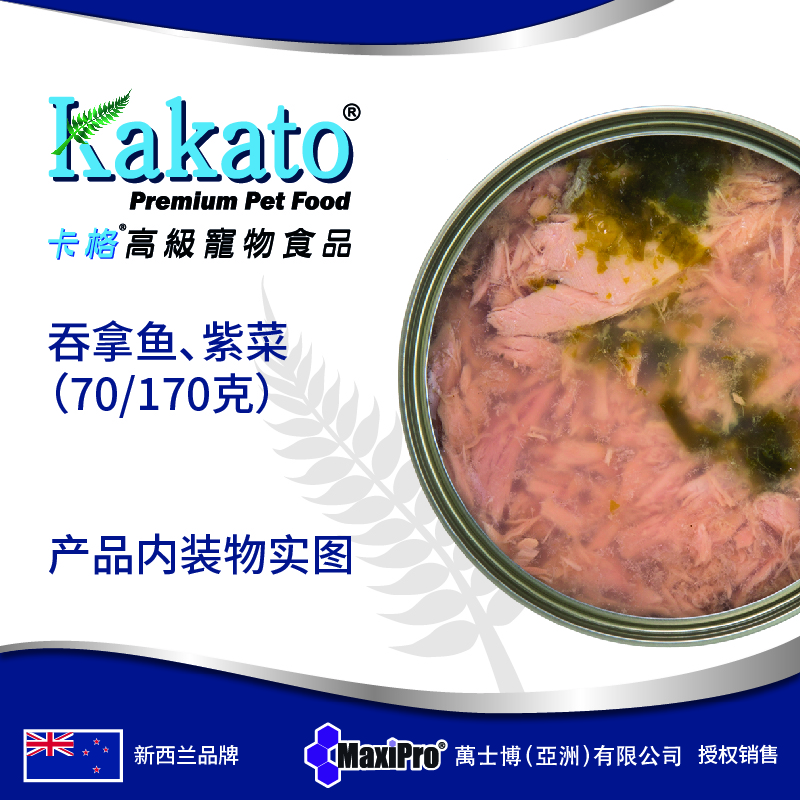 Kakato®
Premium Pet Food
卡格®高級寵物食品
吞拿鱼、紫菜
（70/170克）
产品内装物实图
新西兰品牌
MaxiPro® 萬士博（亞洲）有限公司 授权销售